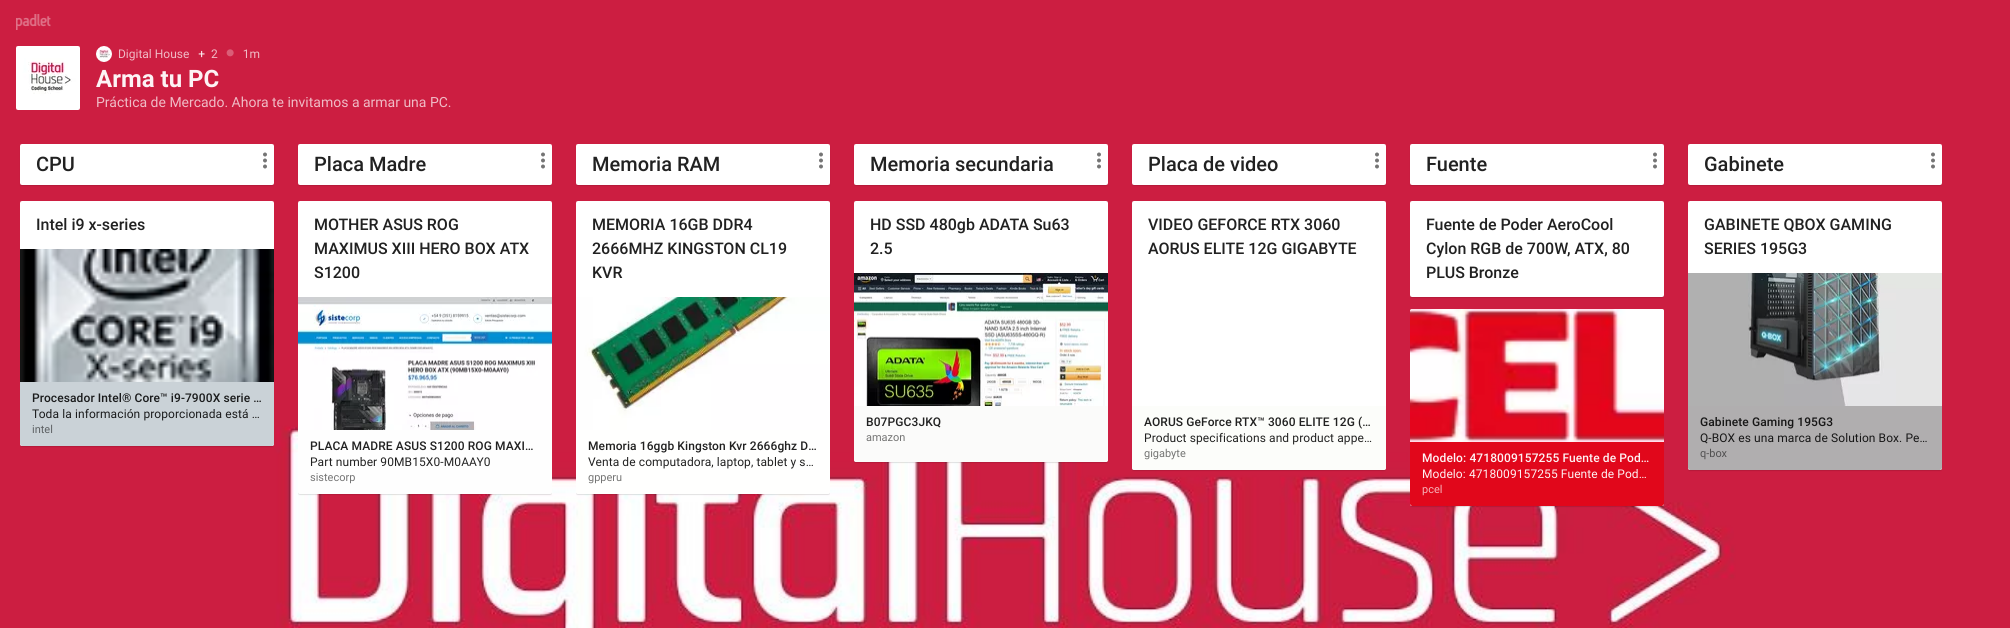 padlet
Digital House + 2 1m
Digital
House>
Coding School
Arma tu PC
Práctica de Mercado. Ahora te invitamos a armar una PC.
CPU
Intel i9 x-series
intel
CORE i9
X-series
Procesador Intel® Core™ i9-7900X serie ...
Toda la información proporcionada está ...
intel
Placa Madre
MOTHER ASUS ROG
MAXIMUS XIII HERO BOX ATX
S1200
sistecorp
PLACA MADRE ASUS S1200 ROG MAXIMUS XIII
HERO BOX ATX (90MB15X0-M0AAY0)
$76.965,95
Opciones de pago
PLACA MADRE ASUS S1200 ROG MAXI...
Part number 90MB15X0-M0AAY0
sistecorp
Memoria RAM
MEMORIA 16GB DDR4
2666MHZ KINGSTON CL19
KVR
Memoria 16ggb Kingston Kvr 2666ghz D...
Venta de computadora, laptop, tablet y s...
gpperu
Memoria secundaria
HD SSD 480gb ADATA Su63
2.5
amazon
ADATA SU635 480GB 3D-
NAND SATA 2.5 inch Internal
SSD (ASU635SS-480GQ-R)
ADATA
SU635
B07PGC3JKQ
amazon
Placa de video
VIDEO GEFORCE RTX 3060
AORUS ELITE 12G GIGABYTE
AORUS GeForce RTX™ 3060 ELITE 12G (...
Product specifications and product appe...
gigabyte
Fuente
Fuente de Poder AeroCool
Cylon RGB de 700W, ATX, 80
PLUS Bronze
CEL
Modelo: 4718009157255 Fuente de Pod...
Modelo: 4718009157255 Fuente de Pod...
pcel
Gabinete
GABINETE QBOX GAMING
SERIES 195G3
Q-BOX
Gabinete Gaming 195G3
Q-BOX es una marca de Solution Box. Pe...
q-box
DigitalHouse>